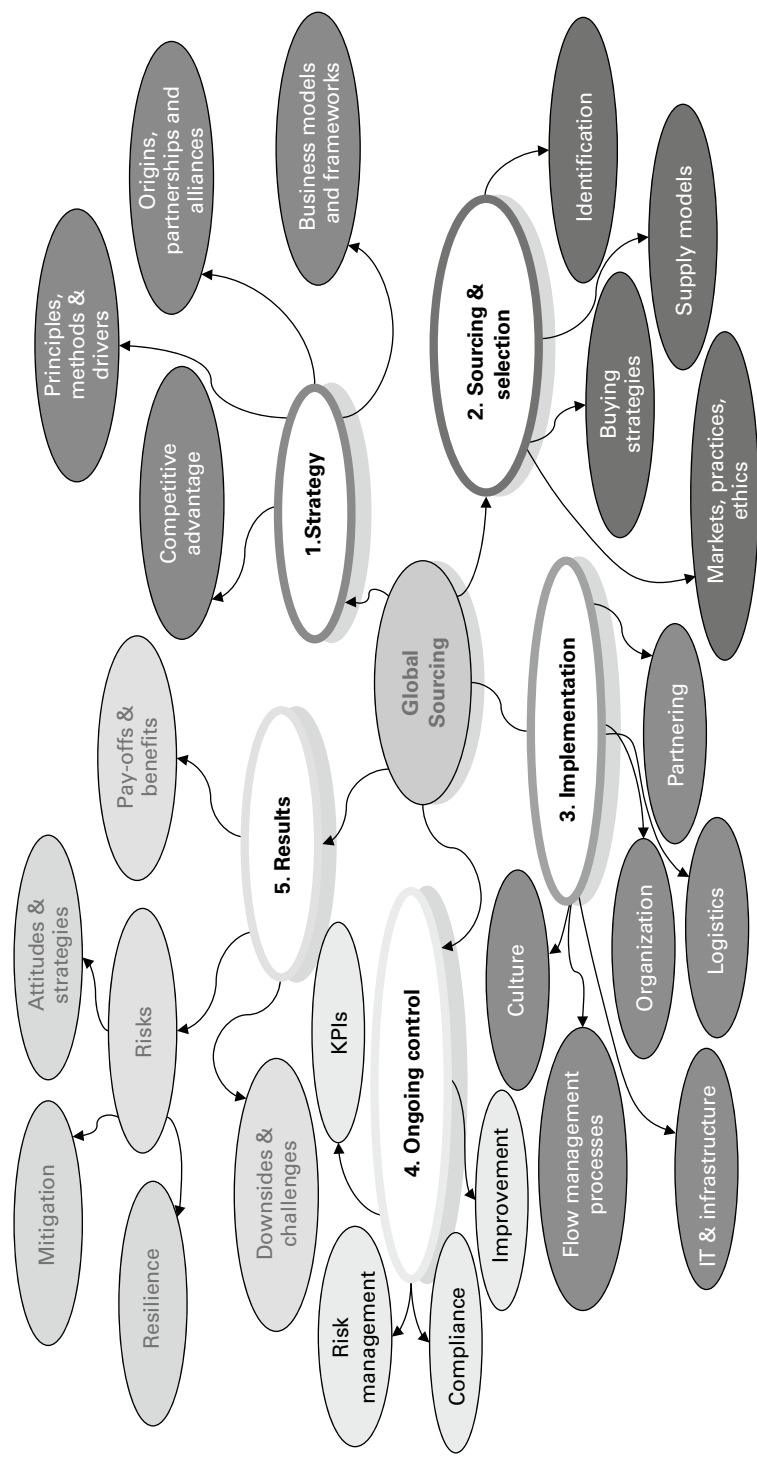 Principles,
methods &
drivers
Origins,
partnerships and
alliances
Business models
and frameworks
Competitive
advantage
1.Strategy
2. Sourcing &
selection
Identification
Supply models
Buying
strategies
Markets, practices,
ethics
Global
Sourcing
3. Implementation
Partnering
Organization
Logistics
Culture
Flow management
processes
IT & infrastructure
4. Ongoing control
KPIs
Improvement
Risk
management
Compliance
5. Results
Pay-offs &
benefits
Risks
Attitudes &
strategies
Mitigation
Resilience
Downsides &
challenges